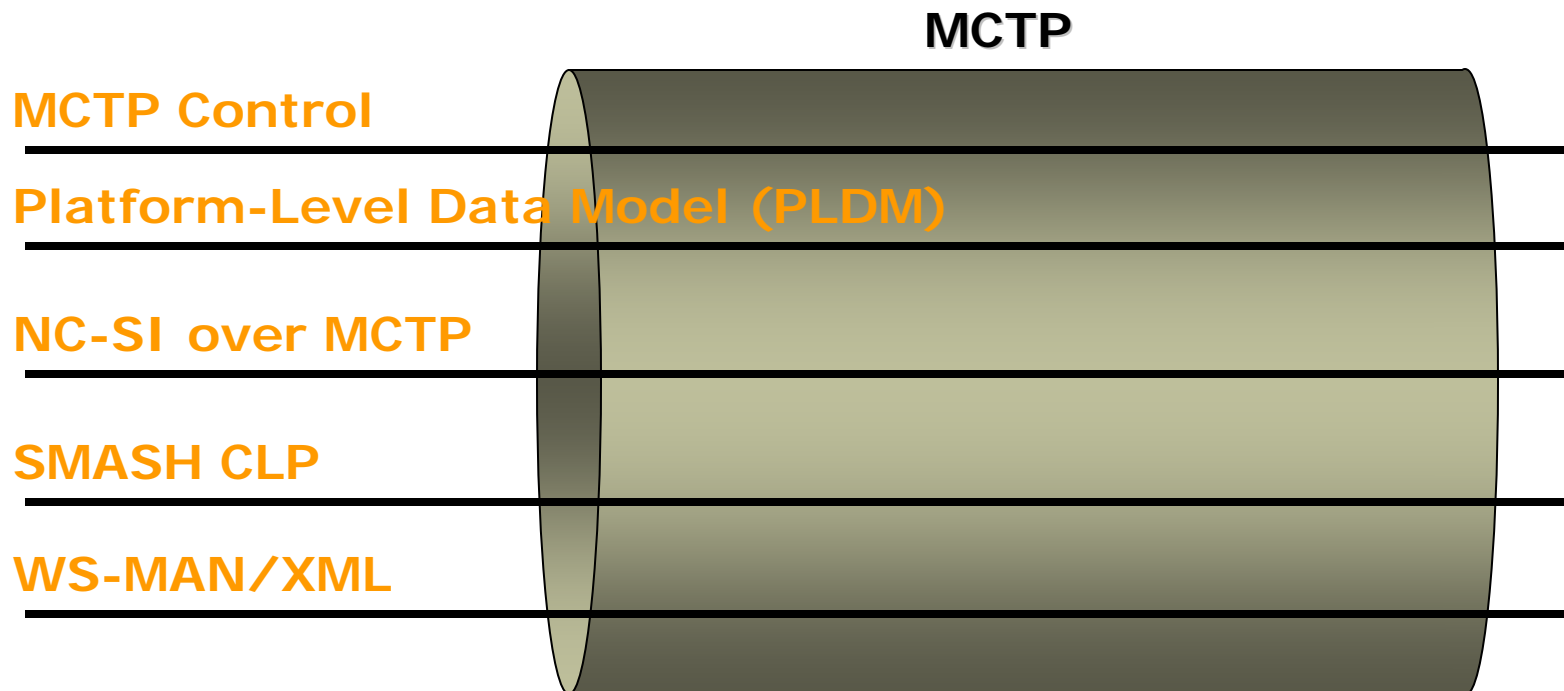 MCTP
MCTP Control
Platform-Level Data Model (PLDM)
NC-SI over MCTP
SMASH CLP
WS-MAN/XML